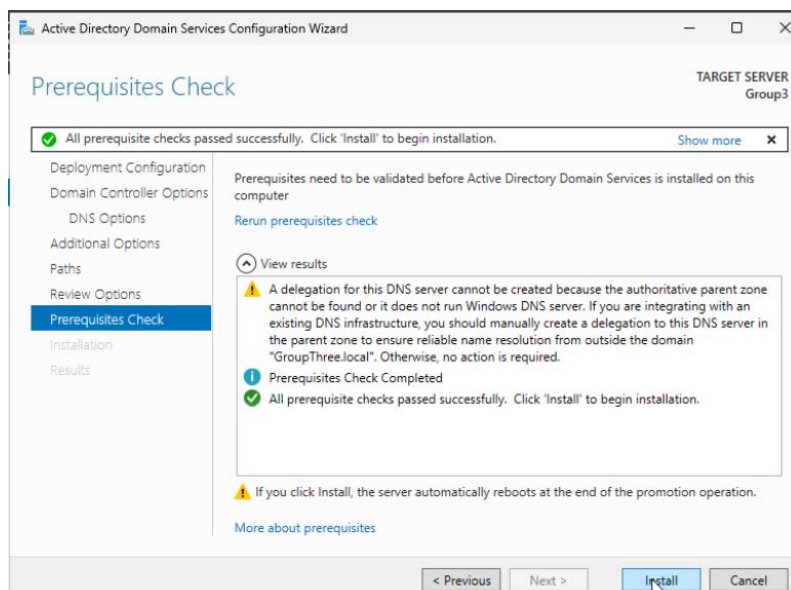 Active Directory Domain Services Configuration Wizard
Prerequisites Check
TARGET SERVER
Group3
All prerequisite checks passed successfully. Click 'Install' to begin installation.
Show more
Deployment Configuration
Domain Controller Options
DNS Options
Additional Options
Paths
Review Options
Prerequisites Check
Installation
Results
Prerequisites need to be validated before Active Directory Domain Services is installed on this
computer
Rerun prerequisites check
View results
A delegation for this DNS server cannot be created because the authoritative parent zone
cannot be found or it does not run Windows DNS server. If you are integrating with an
existing DNS infrastructure, you should manually create a delegation to this DNS server in
the parent zone to ensure reliable name resolution from outside the domain
"GroupThree.local". Otherwise, no action is required.
Prerequisites Check Completed
All prerequisite checks passed successfully. Click 'Install' to begin installation.
If you click Install, the server automatically reboots at the end of the promotion operation.
More about prerequisites
< Previous
Next >
Install
Cancel